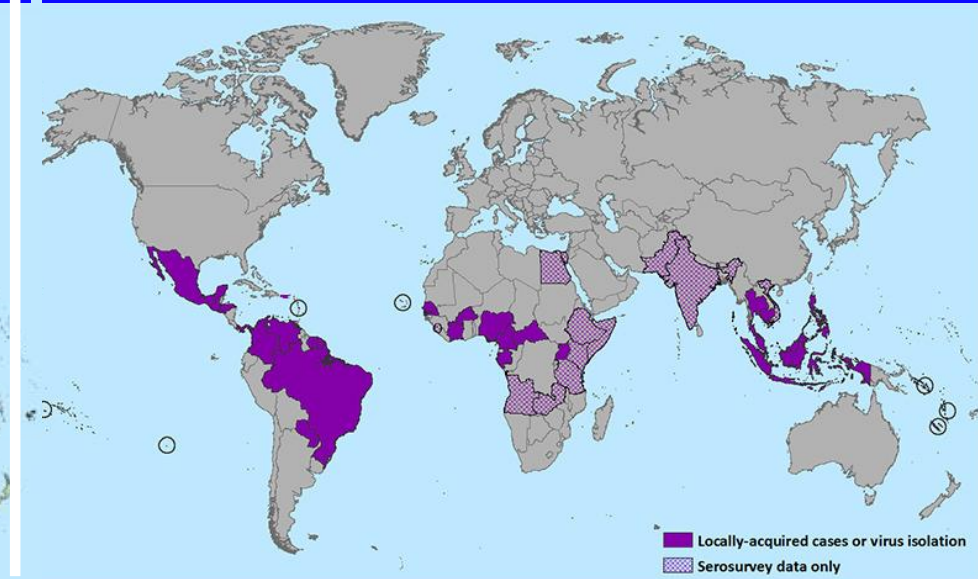 Locally-acquired cases or virus isolation
Serosurvey data only